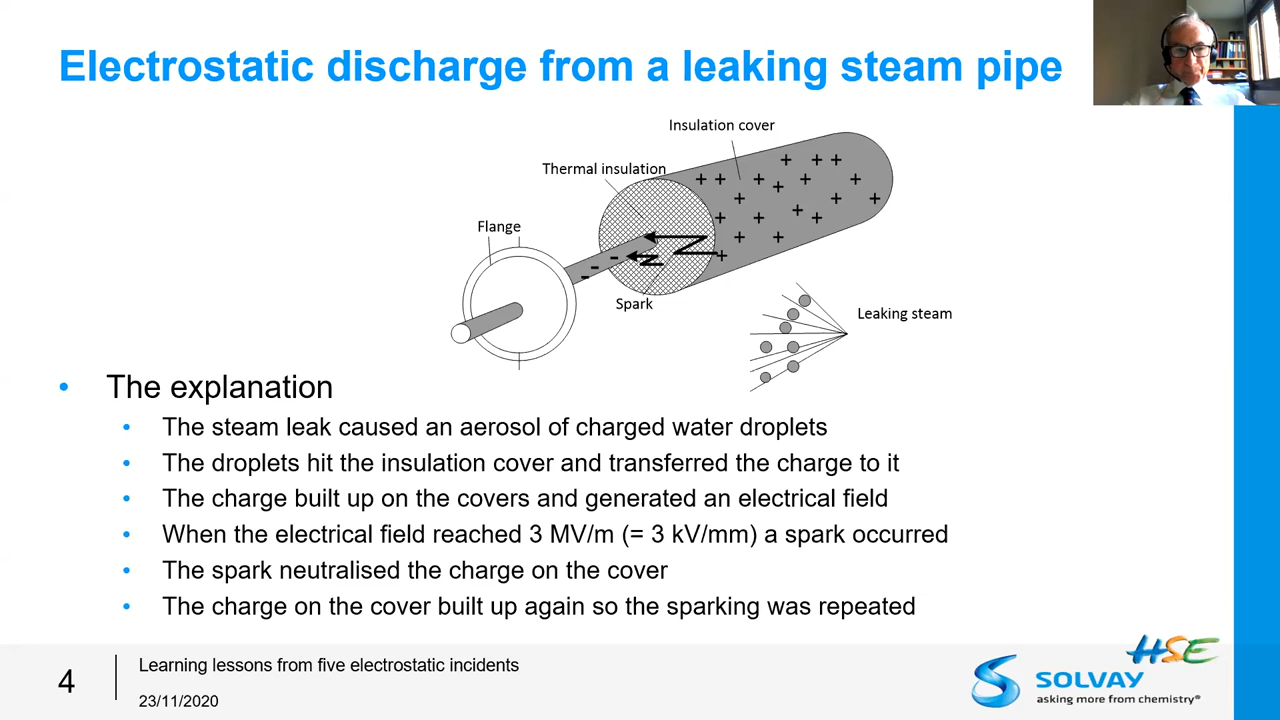 Electrostatic discharge from a leaking steam pipe
Insulation cover
Thermal insulation
Flange
Spark
Leaking steam
• The explanation
• The steam leak caused an aerosol of charged water droplets
• The droplets hit the insulation cover and transferred the charge to it
• The charge built up on the covers and generated an electrical field
• When the electrical field reached 3 MV/m (= 3 kV/mm) a spark occurred
• The spark neutralised the charge on the cover
• The charge on the cover built up again so the sparking was repeated
4
Learning lessons from five electrostatic incidents
23/11/2020
HSE
SOLVAY
asking more from chemistry®